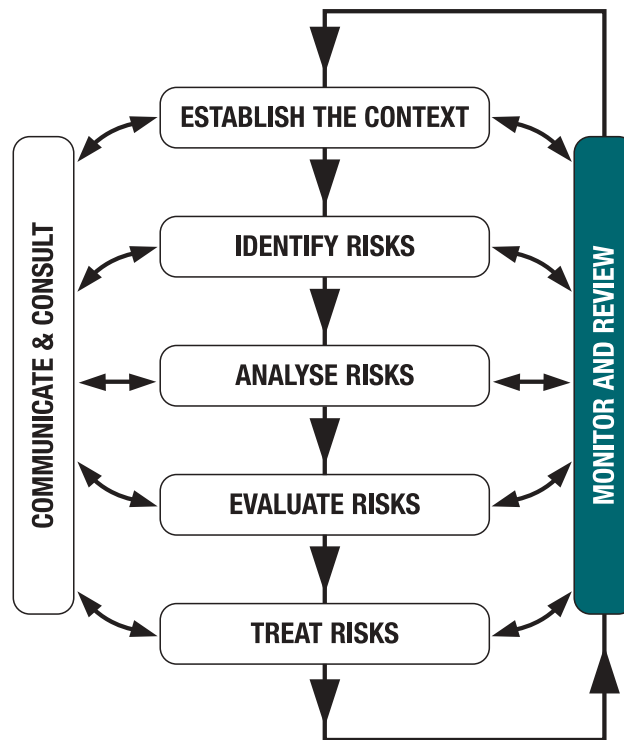 ESTABLISH THE CONTEXT
IDENTIFY RISKS
ANALYSE RISKS
EVALUATE RISKS
TREAT RISKS
COMMUNICATE & CONSULT
MONITOR AND REVIEW